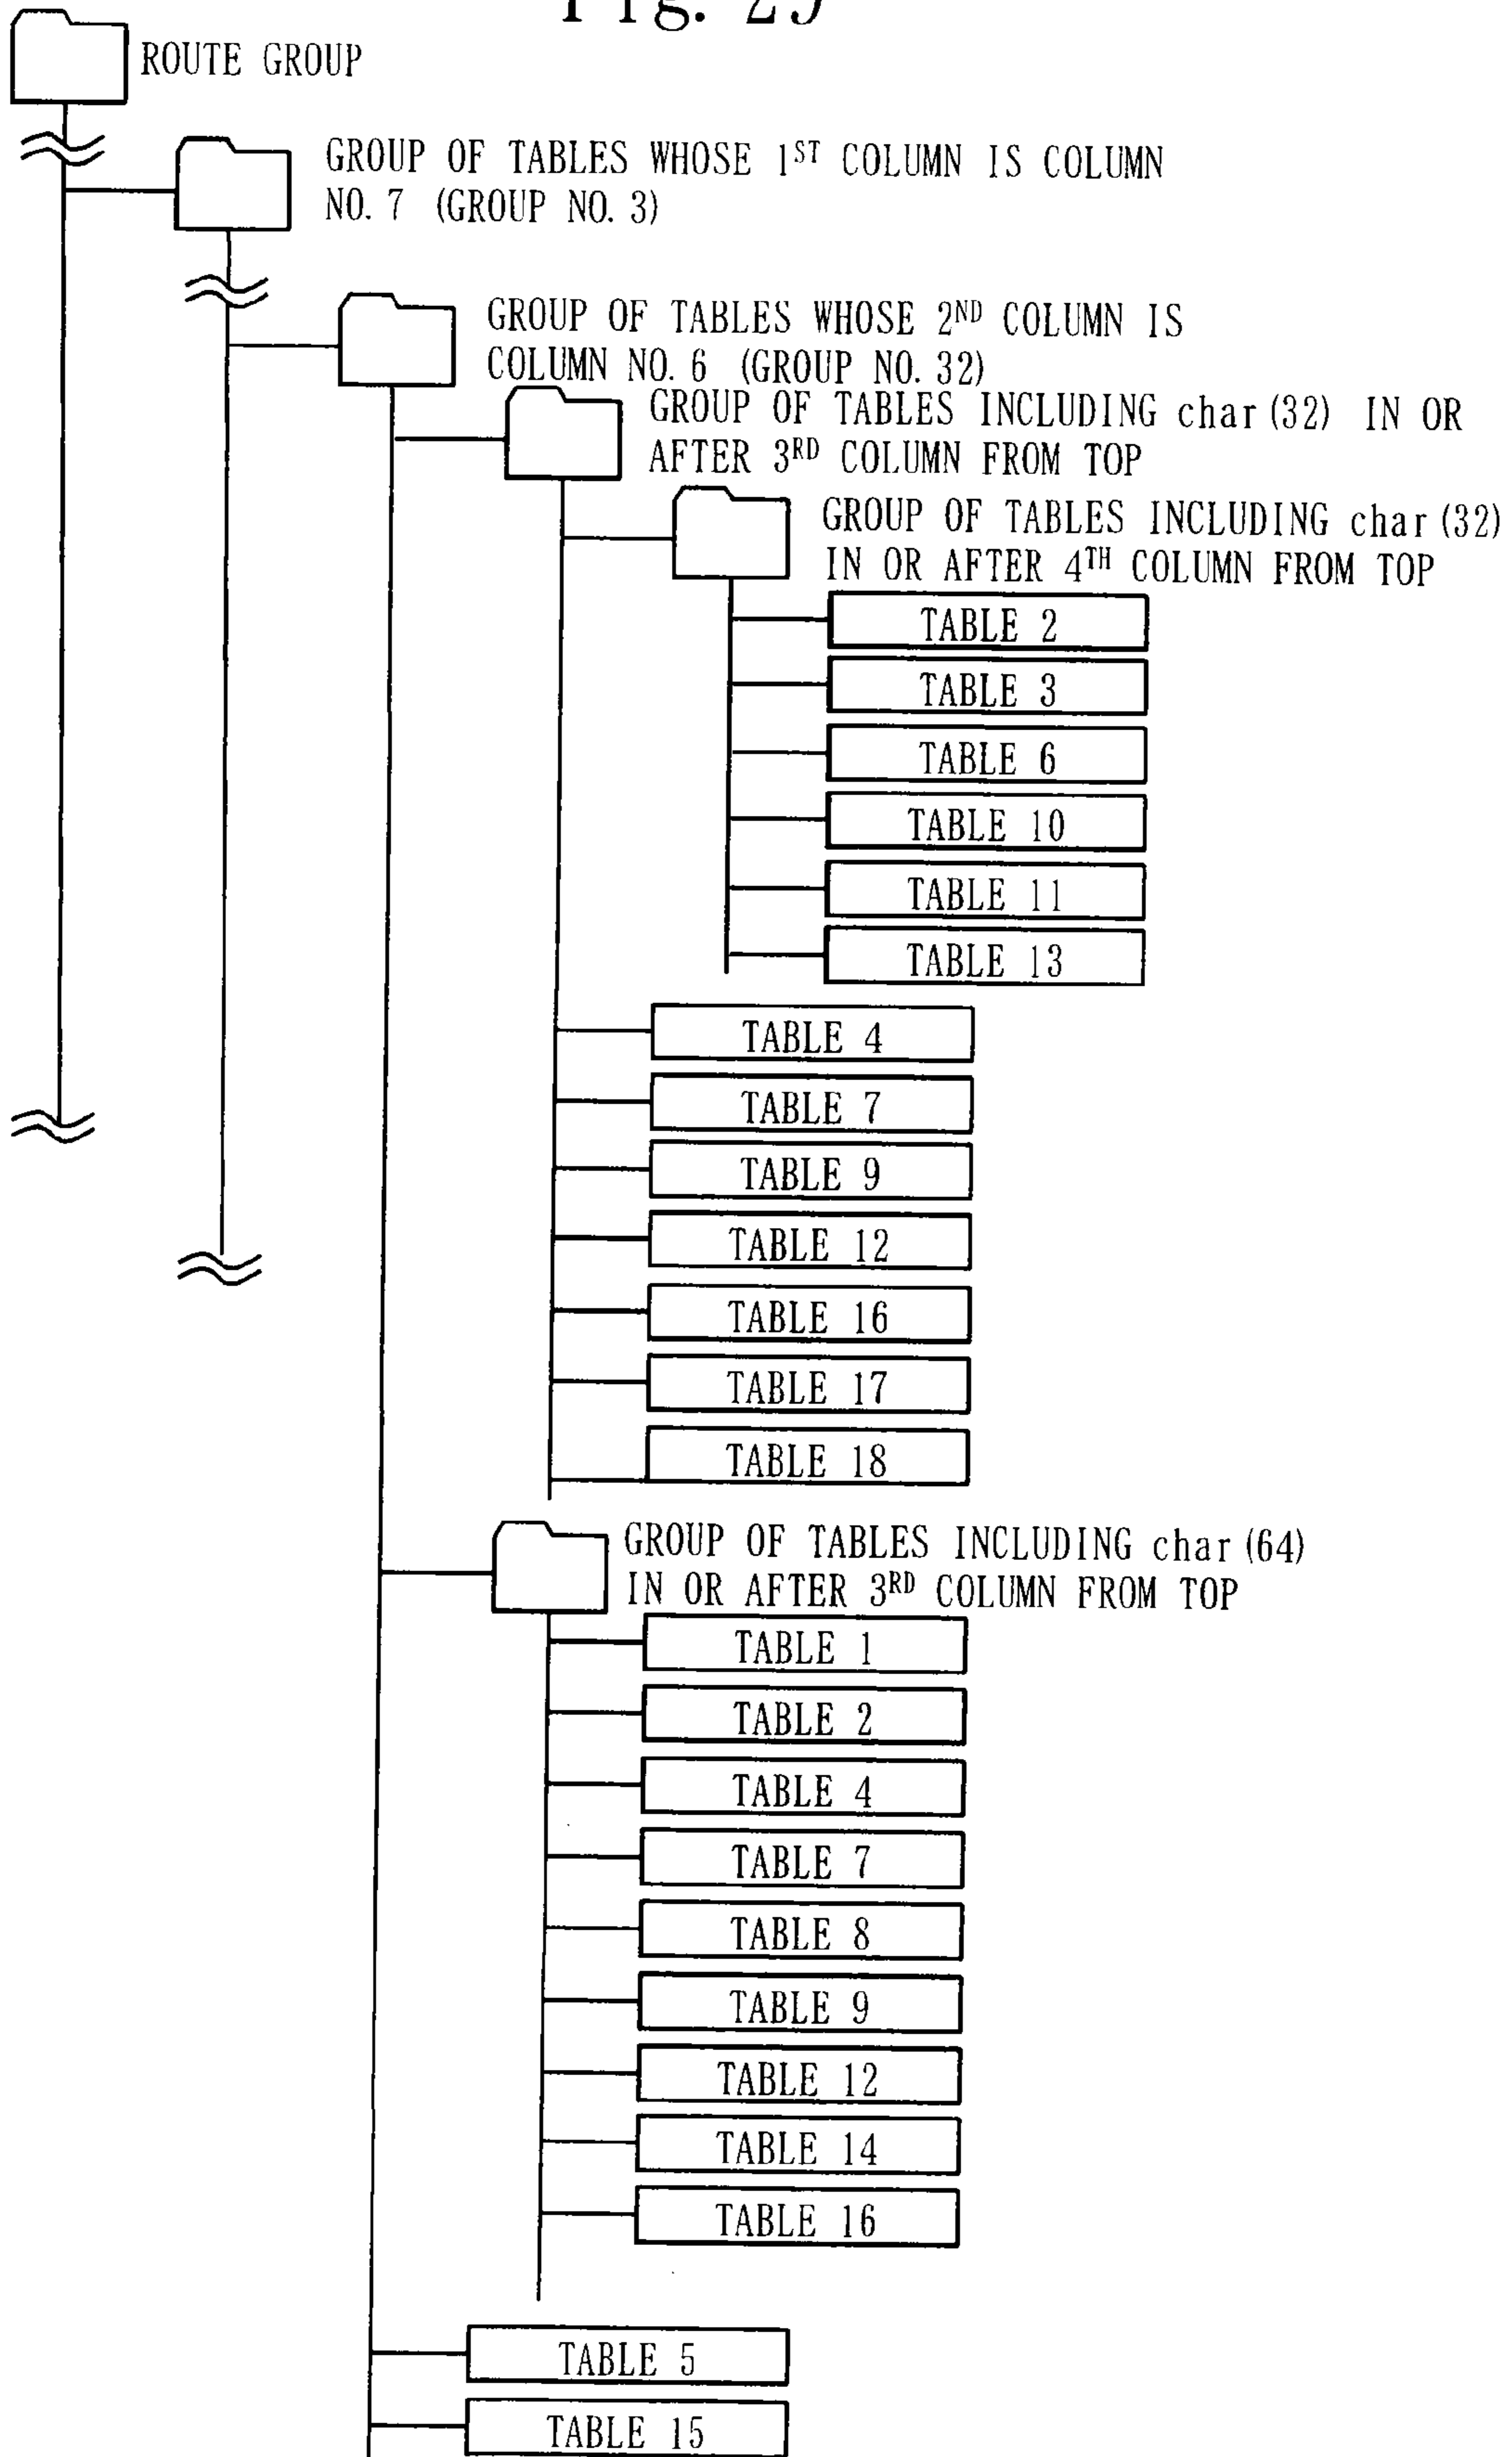 Fig. 29
ROUTE GROUP
GROUP OF TABLES WHOSE 1ST COLUMN IS COLUMN
NO. 7 (GROUP NO. 3)
GROUP OF TABLES WHOSE 2ND COLUMN IS
COLUMN NO. 6 (GROUP NO. 32)
GROUP OF TABLES INCLUDING char (32) IN OR
AFTER 3RD COLUMN FROM TOP
GROUP OF TABLES INCLUDING char (32)
IN OR AFTER 4TH COLUMN FROM TOP
TABLE 2
TABLE 3
TABLE 6
TABLE 10
TABLE 11
TABLE 13
TABLE 4
TABLE 7
TABLE 9
TABLE 12
TABLE 16
TABLE 17
TABLE 18
GROUP OF TABLES INCLUDING char (64)
IN OR AFTER 3RD COLUMN FROM TOP
TABLE 1
TABLE 2
TABLE 4
TABLE 7
TABLE 8
TABLE 9
TABLE 12
TABLE 14
TABLE 16
TABLE 5
TABLE 15